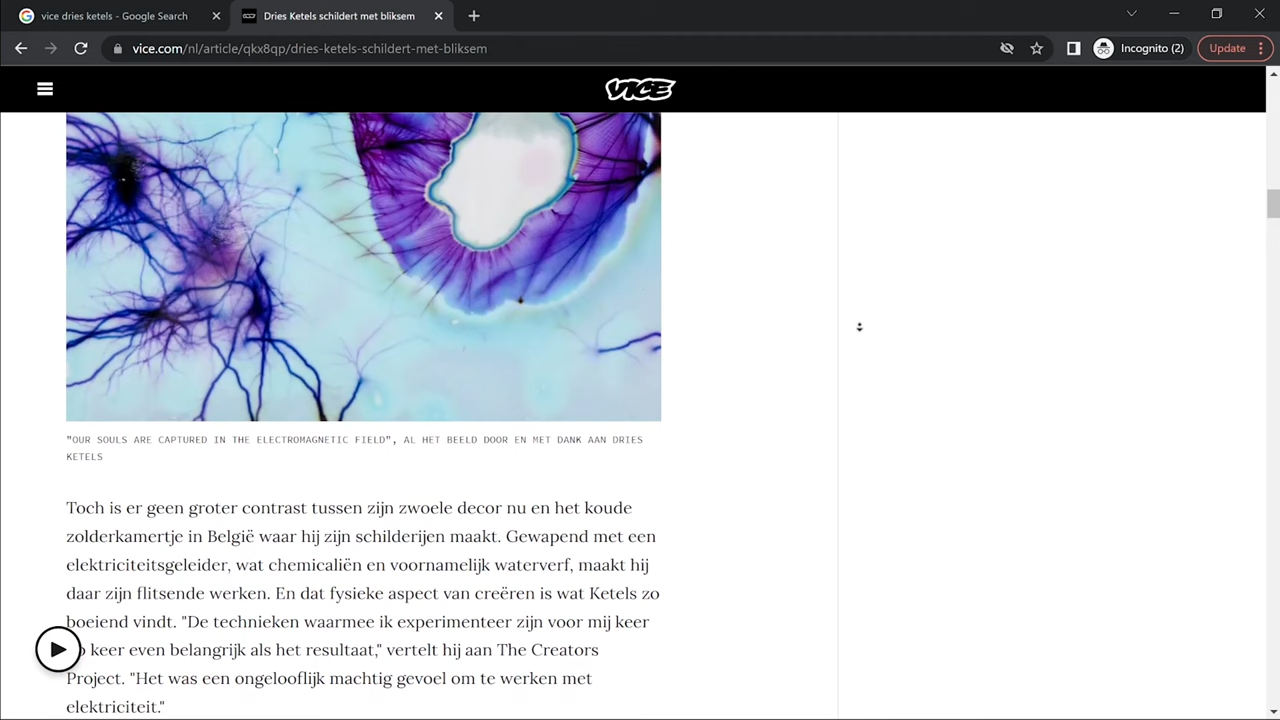 vice dries ketels - Google Search
Dries Ketels schildert met bliksem
vice.com/nl/article/qkx8qp/dries-ketels-schildert-met-bliksem
Incognito (2)
Update
VICE
"OUR SOULS ARE CAPTURED IN THE ELECTROMAGNETIC FIELD", AL HET BEELD DOOR EN MET DANK AAN DRIES
KETELS
Toch is er geen groter contrast tussen zijn zwoele decor nu en het koude
zolderkamertje in België waar hij zijn schilderijen maakt. Gewapend met een
elektriciteitsgeleider, wat chemicaliën en voornamelijk waterverf, maakt hij
daar zijn flitsende werken. En dat fysieke aspect van creëren is wat Ketels zo
boeiend vindt. "De technieken waarmee ik experimenteer zijn voor mij keer
keer even belangrijk als het resultaat," vertelt hij aan The Creators
Project. "Het was een ongelooflijk machtig gevoel om te werken met
elektriciteit."